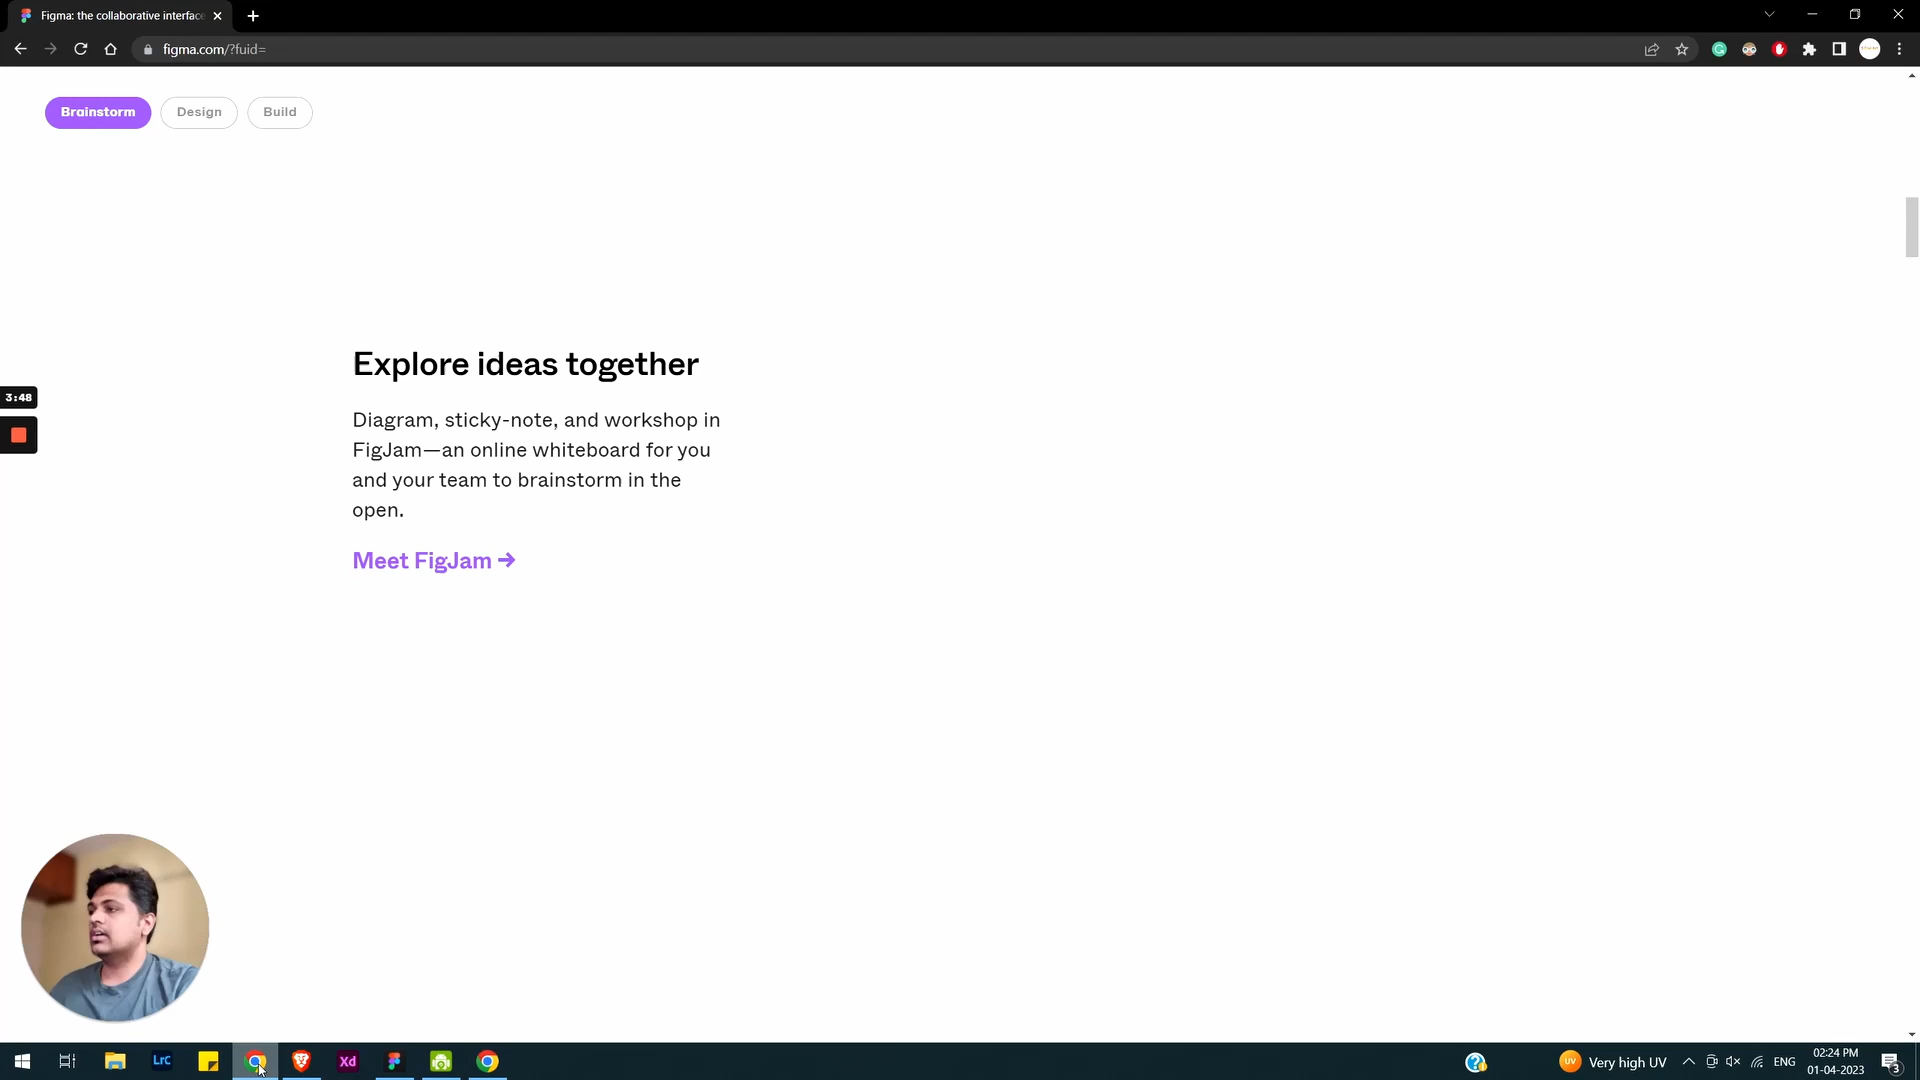 Figma: the collaborative interface
figma.com/?fuid=
Brainstorm Design Build
Explore ideas together
3:48
Diagram, sticky-note, and workshop in
FigJam—an online whiteboard for you
and your team to brainstorm in the
open.
Meet FigJam →
LrC Xd UV Very high UV ENG 02:24 PM
01-04-2023 3